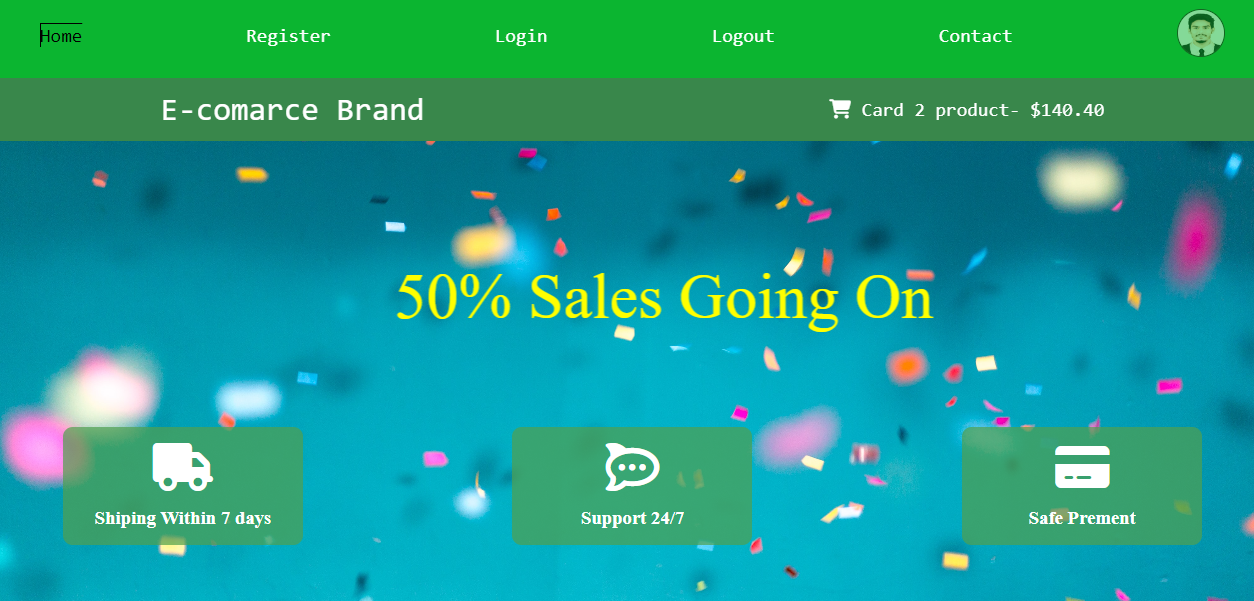 Home Register Login Logout Contact
E-comarce Brand Card 2 product- $140.40
50% Sales Going On
Shiping Within 7 days Support 24/7 Safe Prement